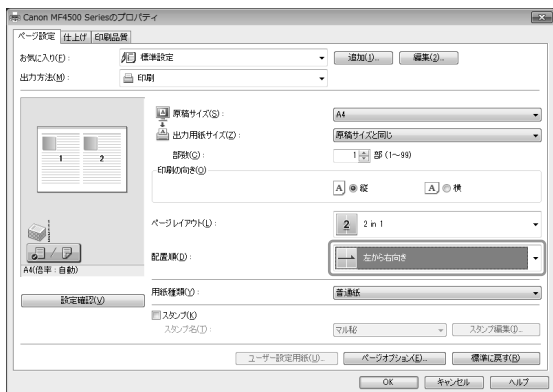 Canon MF4500 Seriesのプロパティ
ページ設定 仕上げ 印刷品質
お気に入り(F): 標準設定 追加(1)... 編集(2)...
出力方法(M): 印刷
原稿サイズ(S): A4
出力用紙サイズ(Z): 原稿サイズと同じ
部数(C): 1 部 (1～99)
印刷の向き(O)
A 縦 A 横
1 2
ページレイアウト(L): 2 2 in 1
配置順(D): 左から右向き
A4(倍率：自動)
用紙種類(Y): 普通紙
設定確認(V)
スタンプ(K)
スタンプ名(T): マル秘 スタンプ編集(I)...
ユーザー設定用紙(U)... ページオプション(E)... 標準に戻す(R)
OK キャンセル ヘルプ